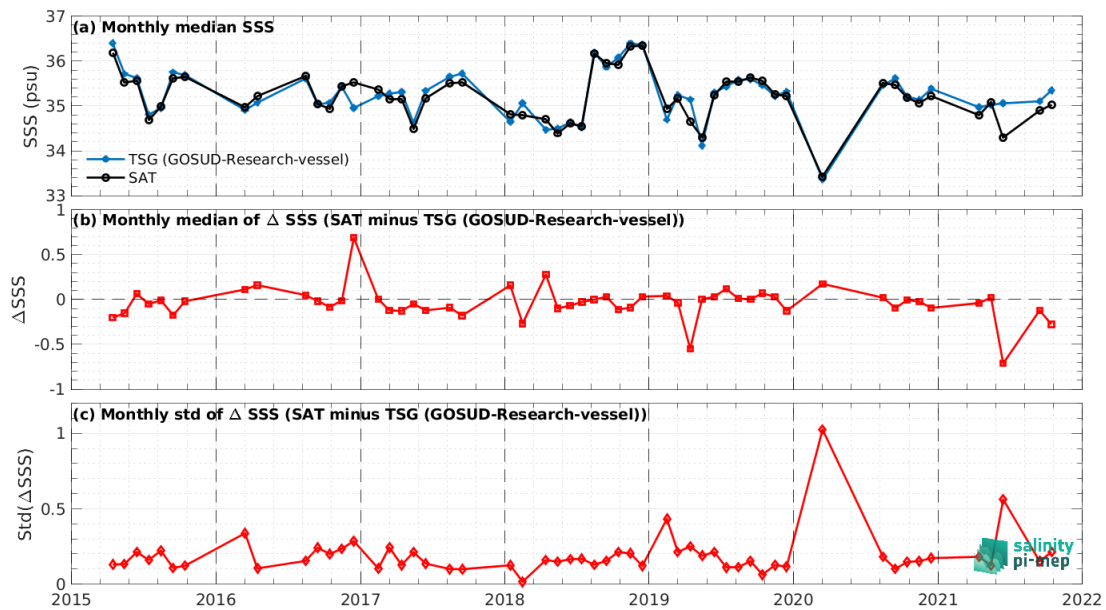 37
(a) Monthly median SSS
36
35
34
33
SSS (psu)
TSG (GOSUD-Research-vessel)
SAT
1
(b) Monthly median of Δ SSS (SAT minus TSG (GOSUD-Research-vessel))
0.5
0
-0.5
-1
ΔSSS
(c) Monthly std of Δ SSS (SAT minus TSG (GOSUD-Research-vessel))
1
0.5
0
Std(ΔSSS)
salinity
pi-mep
2015 2016 2017 2018 2019 2020 2021 2022